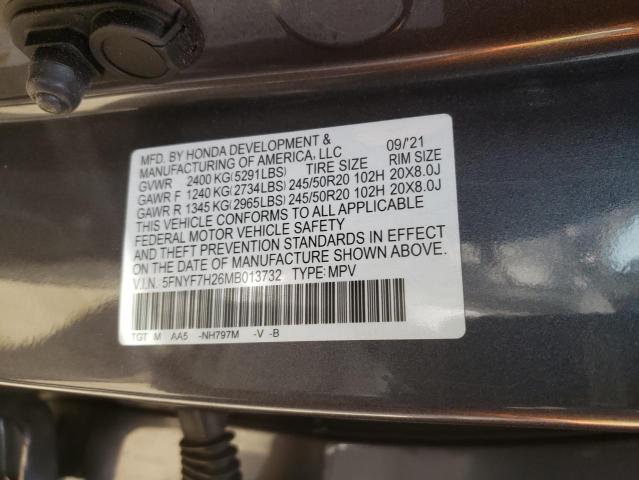 MFD. BY HONDA DEVELOPMENT & 09/'21
MANUFACTURING OF AMERICA, LLC
GVWR 2400 KG(5291LBS) TIRE SIZE RIM SIZE
GAWR F 1240 KG(2734LBS) 245/50R20 102H 20X8.0J
GAWR R 1345 KG(2965LBS) 245/50R20 102H 20X8.0J
THIS VEHICLE CONFORMS TO ALL APPLICABLE
FEDERAL MOTOR VEHICLE SAFETY
AND THEFT PREVENTION STANDARDS IN EFFECT
ON THE DATE OF MANUFACTURE SHOWN ABOVE.
V.I.N. 5FNYF7H26MB013732 TYPE: MPV
TGT M AA5 -NH797M -V -B